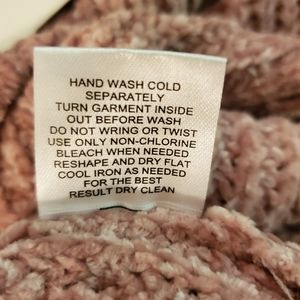 HAND WASH COLD
SEPARATELY
TURN GARMENT INSIDE
OUT BEFORE WASH
DO NOT WRING OR TWIST
USE ONLY NON-CHLORINE
BLEACH WHEN NEEDED
RESHAPE AND DRY FLAT
COOL IRON AS NEEDED
FOR THE BEST
RESULT DRY CLEAN